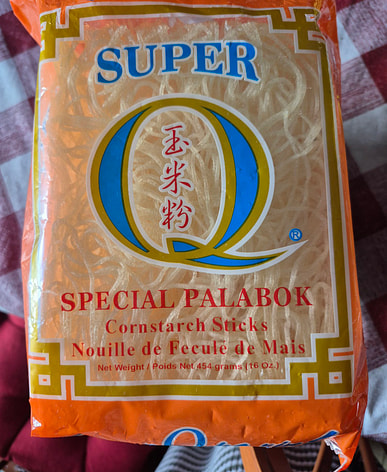 SUPER
Q
玉米粉
®
SPECIAL PALABOK
Cornstarch Sticks
Nouille de Fecule de Mais
Net Weight / Poids Net 454 grams (16 Oz.)